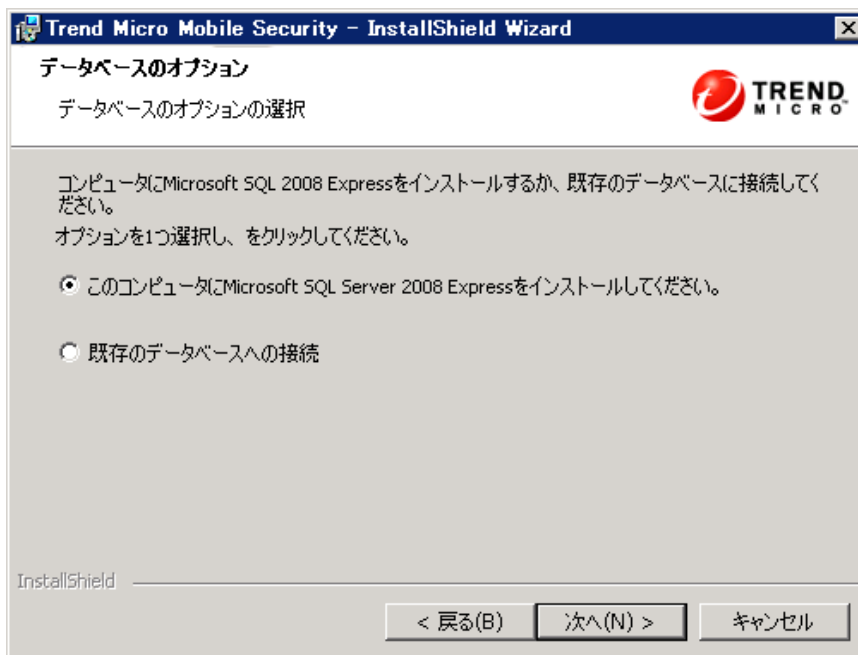 Trend Micro Mobile Security - InstallShield Wizard
データベースのオプション
データベースのオプションの選択
TREND
MICRO
コンピュータにMicrosoft SQL 2008 Expressをインストールするか、既存のデータベースに接続してく
ださい。
オプションを1つ選択し、をクリックしてください。
このコンピュータにMicrosoft SQL Server 2008 Expressをインストールしてください。
既存のデータベースへの接続
InstallShield
< 戻る(B)
次へ(N) >
キャンセル